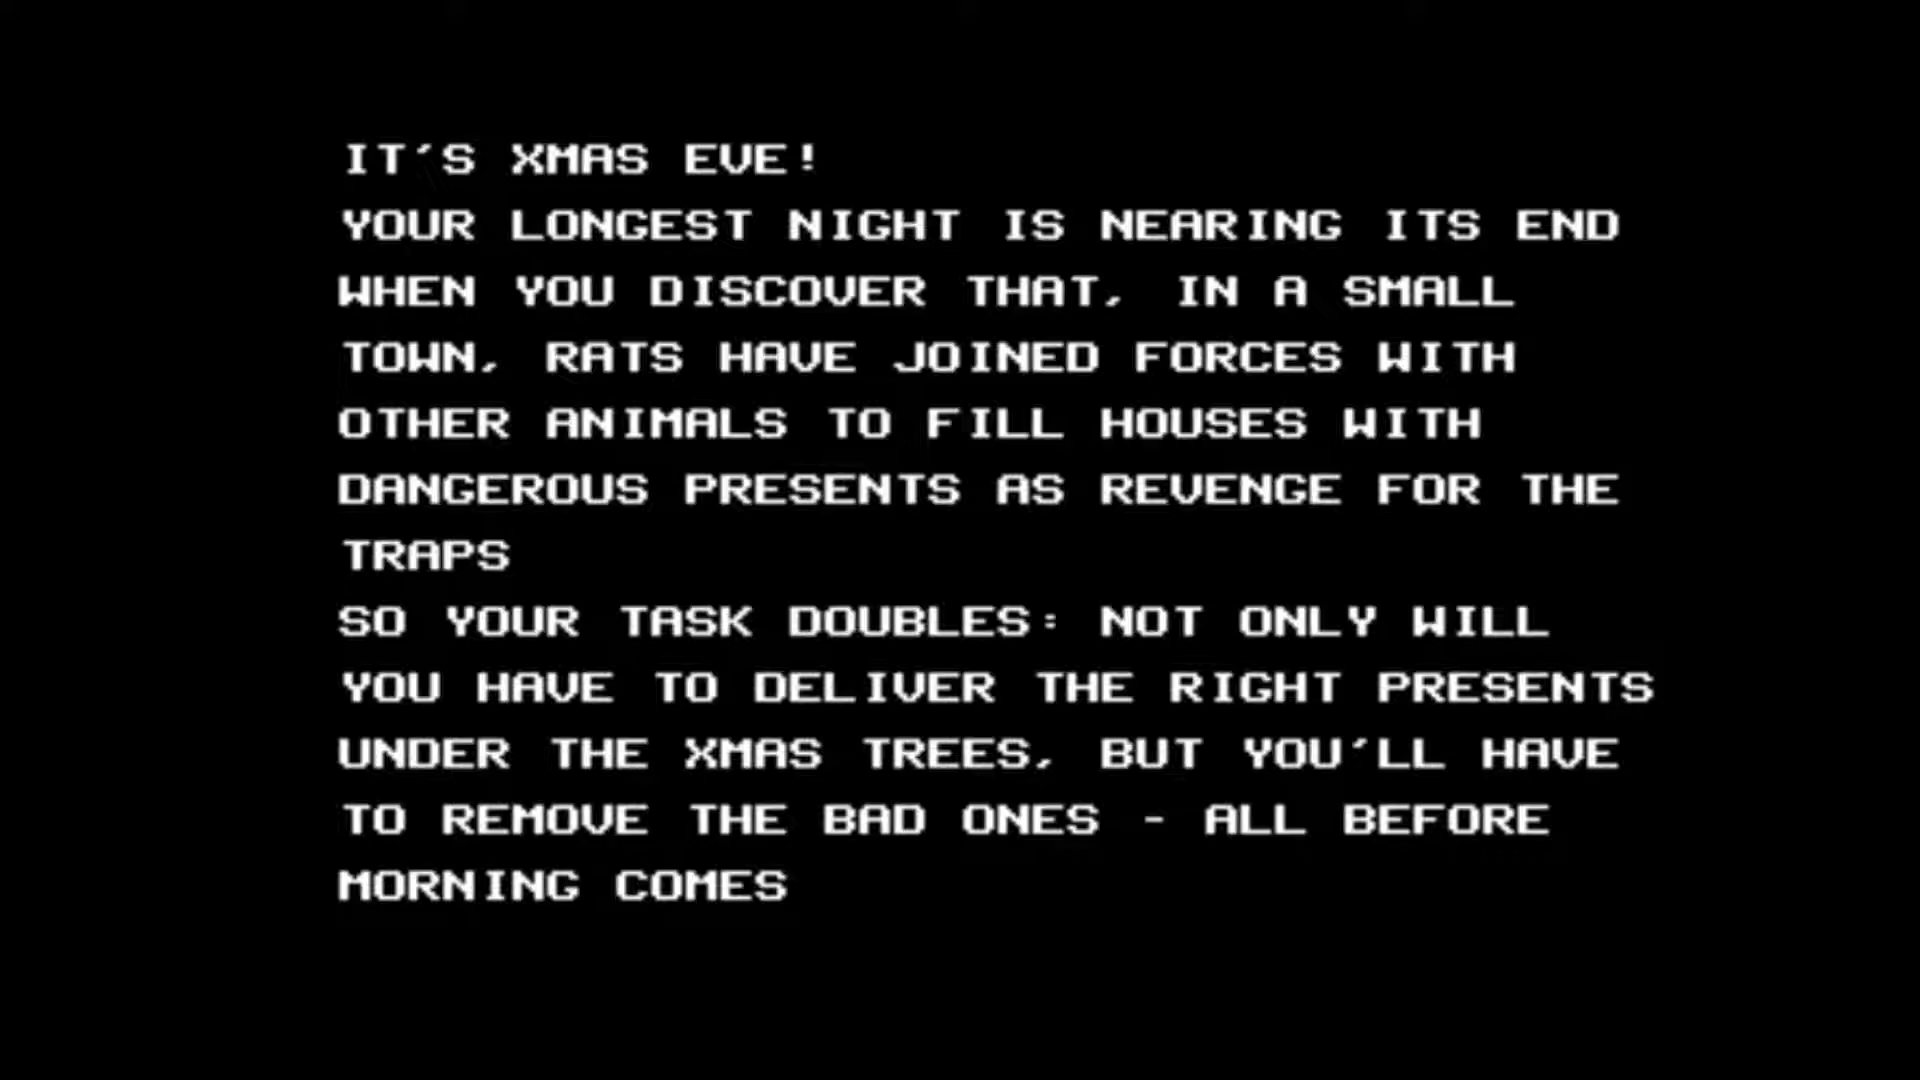 IT'S XMAS EVE!
YOUR LONGEST NIGHT IS NEARING ITS END
WHEN YOU DISCOVER THAT, IN A SMALL
TOWN, RATS HAVE JOINED FORCES WITH
OTHER ANIMALS TO FILL HOUSES WITH
DANGEROUS PRESENTS AS REVENGE FOR THE
TRAPS
SO YOUR TASK DOUBLES: NOT ONLY WILL
YOU HAVE TO DELIVER THE RIGHT PRESENTS
UNDER THE XMAS TREES, BUT YOU'LL HAVE
TO REMOVE THE BAD ONES - ALL BEFORE
MORNING COMES